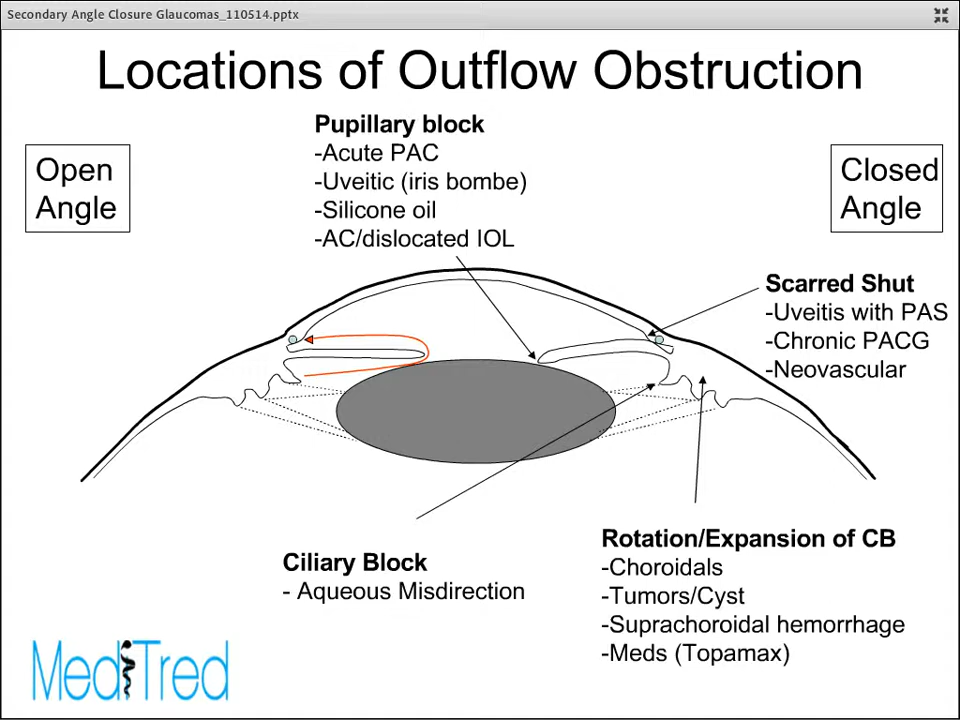 Secondary Angle Closure Glaucomas_110514.pptx
Locations of Outflow Obstruction
Open
Angle
Pupillary block
-Acute PAC
-Uveitic (iris bombe)
-Silicone oil
-AC/dislocated IOL
Closed
Angle
Scarred Shut
-Uveitis with PAS
-Chronic PACG
-Neovascular
Ciliary Block
- Aqueous Misdirection
Rotation/Expansion of CB
-Choroidals
-Tumors/Cyst
-Suprachoroidal hemorrhage
-Meds (Topamax)
MediTred